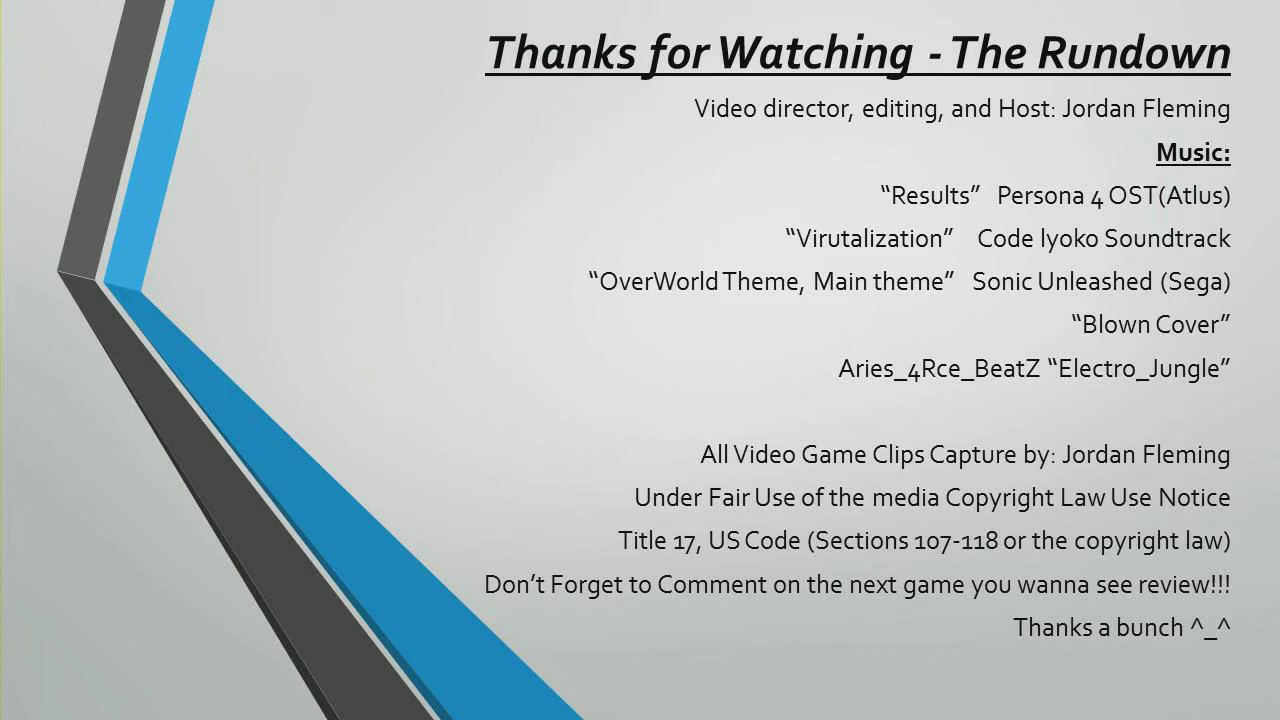 Thanks for Watching - The Rundown
Video director, editing, and Host: Jordan Fleming
Music:
“Results” Persona 4 OST(Atlus)
“Virutalization” Code lyoko Soundtrack
“OverWorld Theme, Main theme” Sonic Unleashed (Sega)
“Blown Cover”
Aries_4Rce_BeatZ “Electro_Jungle”
All Video Game Clips Capture by: Jordan Fleming
Under Fair Use of the media Copyright Law Use Notice
Title 17, US Code (Sections 107-118 or the copyright law)
Don’t Forget to Comment on the next game you wanna see review!!!
Thanks a bunch ^_^